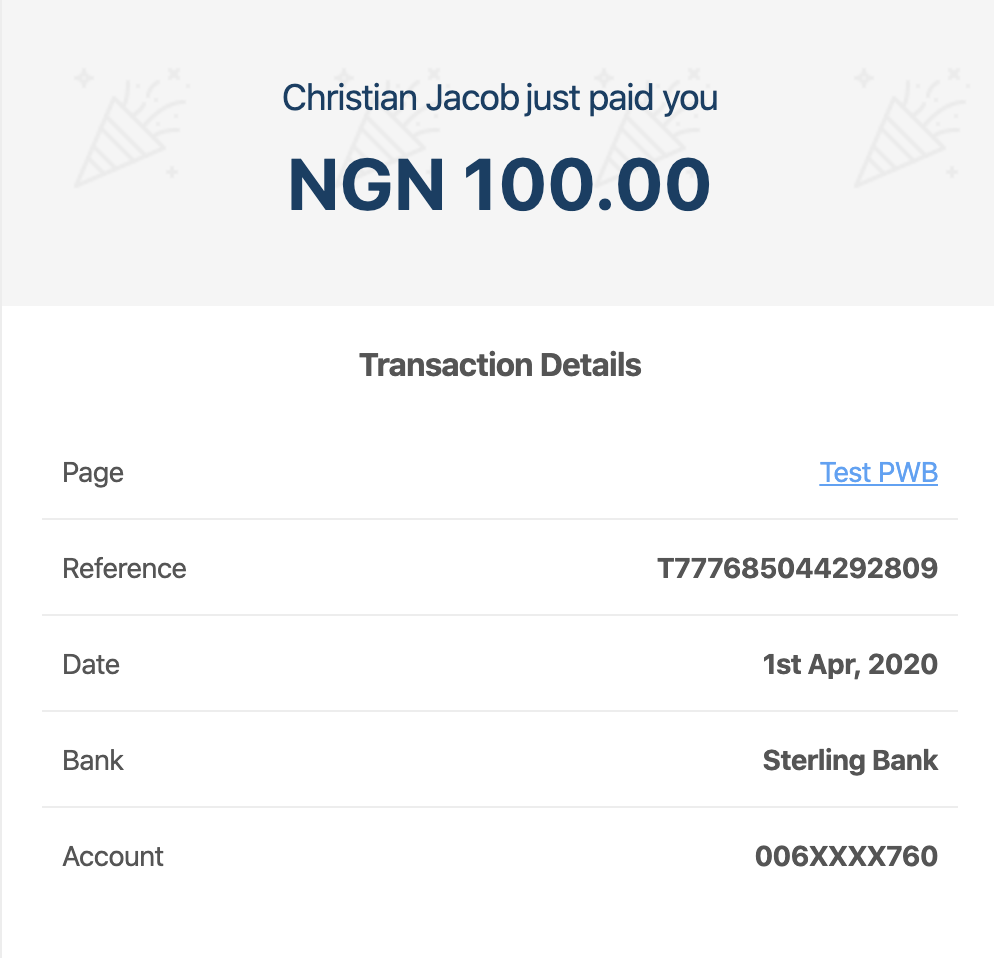 Christian Jacob just paid you
NGN 100.00
Transaction Details
Page Test PWB
Reference T777685044292809
Date 1st Apr, 2020
Bank Sterling Bank
Account 006XXXX760